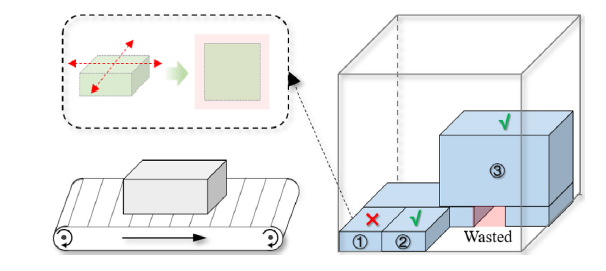 √
③
× √
① ②
Wasted